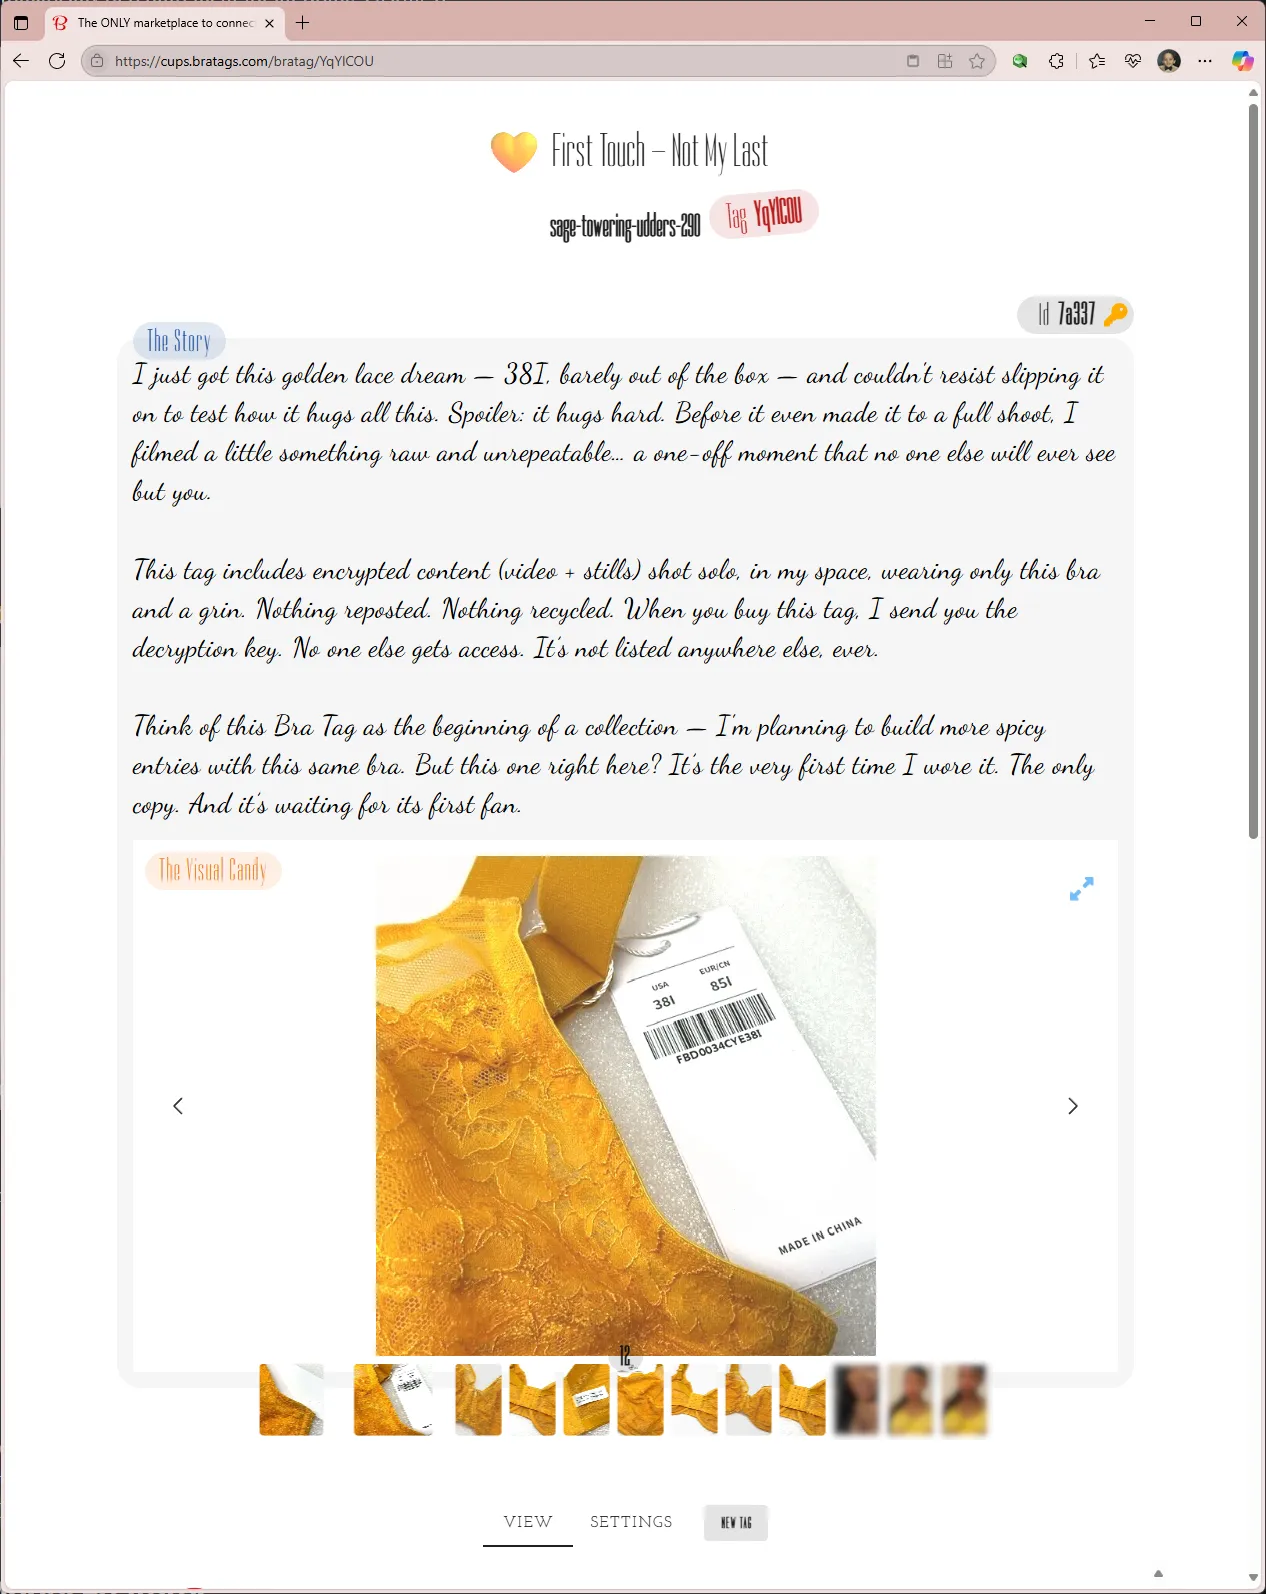 The ONLY marketplace to connec
https://cups.bratags.com/bratag/YqYICOU
First Touch – Not My Last
sage-towering-udders-290
Tag YqYICOU
Id 7a337
The Story
I just got this golden lace dream — 38I, barely out of the box — and couldn't resist slipping it
on to test how it hugs all this. Spoiler: it hugs hard. Before it even made it to a full shoot, I
filmed a little something raw and unrepeatable... a one-off moment that no one else will ever see
but you.
This tag includes encrypted content (video + stills) shot solo, in my space, wearing only this bra
and a grin. Nothing reposted. Nothing recycled. When you buy this tag, I send you the
decryption key. No one else gets access. It's not listed anywhere else, ever.
Think of this Bra Tag as the beginning of a collection — I'm planning to build more spicy
entries with this same bra. But this one right here? It's the very first time I wore it. The only
copy. And it's waiting for its first fan.
The Visual Candy
USA
EUR/CN
38I
85I
FBD0034CYE38I
MADE IN CHINA
12
VIEW
SETTINGS
NEW TAG